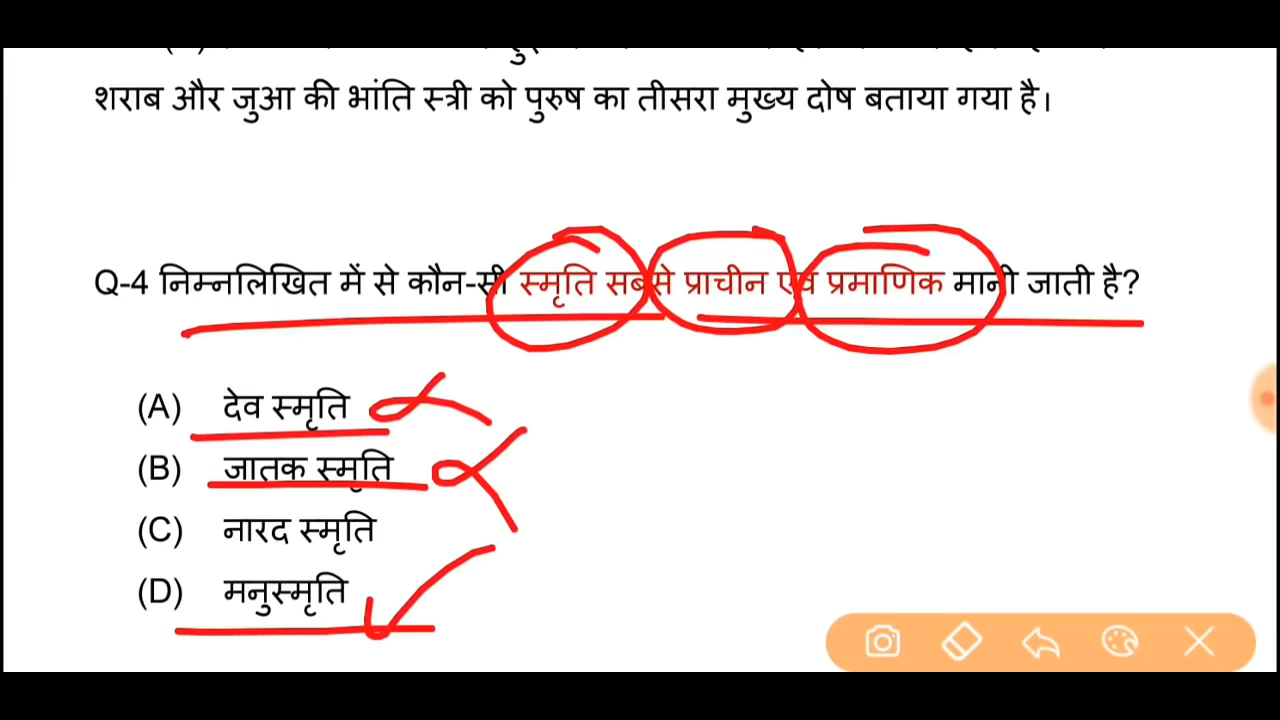 शराब और जुआ की भांति स्त्री को पुरुष का तीसरा मुख्य दोष बताया गया है।
Q-4 निम्नलिखित में से कौन-सी स्मृति सबसे प्राचीन एवं प्रमाणिक मानी जाती है?
(A) देव स्मृति
(B) जातक स्मृति
(C) नारद स्मृति
(D) मनुस्मृति